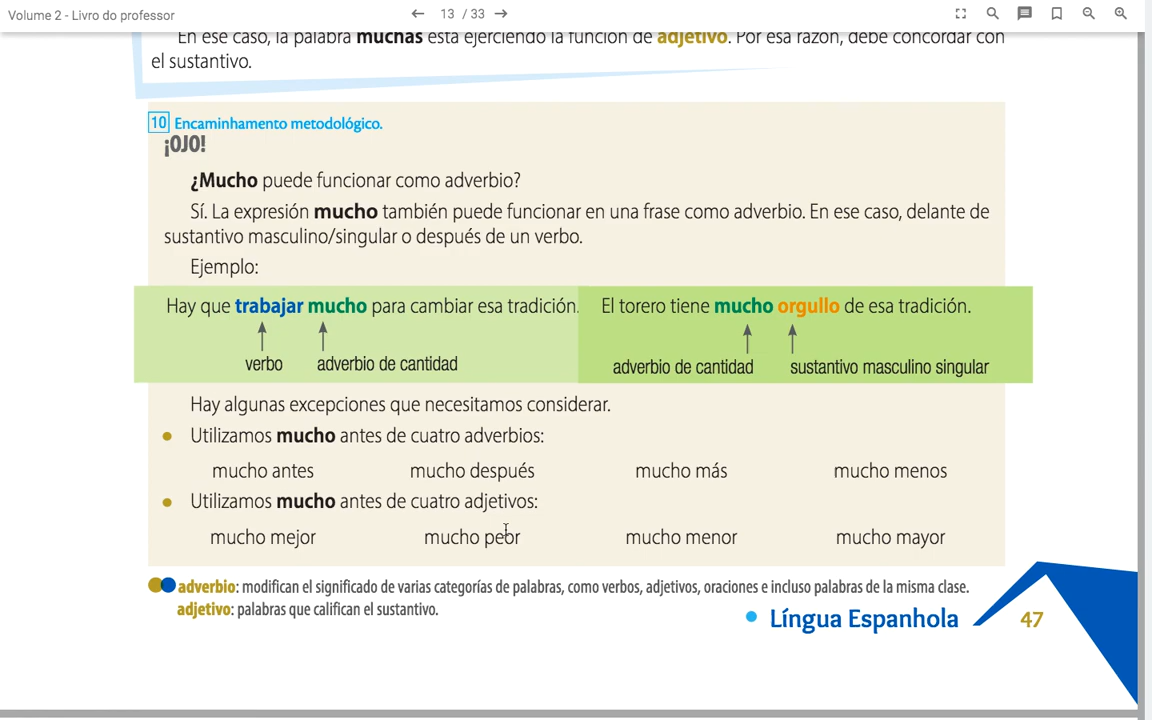 Volume 2 - Livro do professor
13 / 33
En ese caso, la palabra muchas está ejerciendo la función de adjetivo. Por esa razón, debe concordar con
el sustantivo.
10 Encaminhamento metodológico.
¡OJO!
¿Mucho puede funcionar como adverbio?
Sí. La expresión mucho también puede funcionar en una frase como adverbio. En ese caso, delante de
sustantivo masculino/singular o después de un verbo.
Ejemplo:
Hay que trabajar mucho para cambiar esa tradición.
verbo adverbio de cantidad
El torero tiene mucho orgullo de esa tradición.
adverbio de cantidad sustantivo masculino singular
Hay algunas excepciones que necesitamos considerar.
Utilizamos mucho antes de cuatro adverbios:
mucho antes mucho después mucho más mucho menos
Utilizamos mucho antes de cuatro adjetivos:
mucho mejor mucho peor mucho menor mucho mayor
adverbio: modifican el significado de varias categorías de palabras, como verbos, adjetivos, oraciones e incluso palabras de la misma clase.
adjetivo: palabras que califican el sustantivo.
Língua Espanhola 47